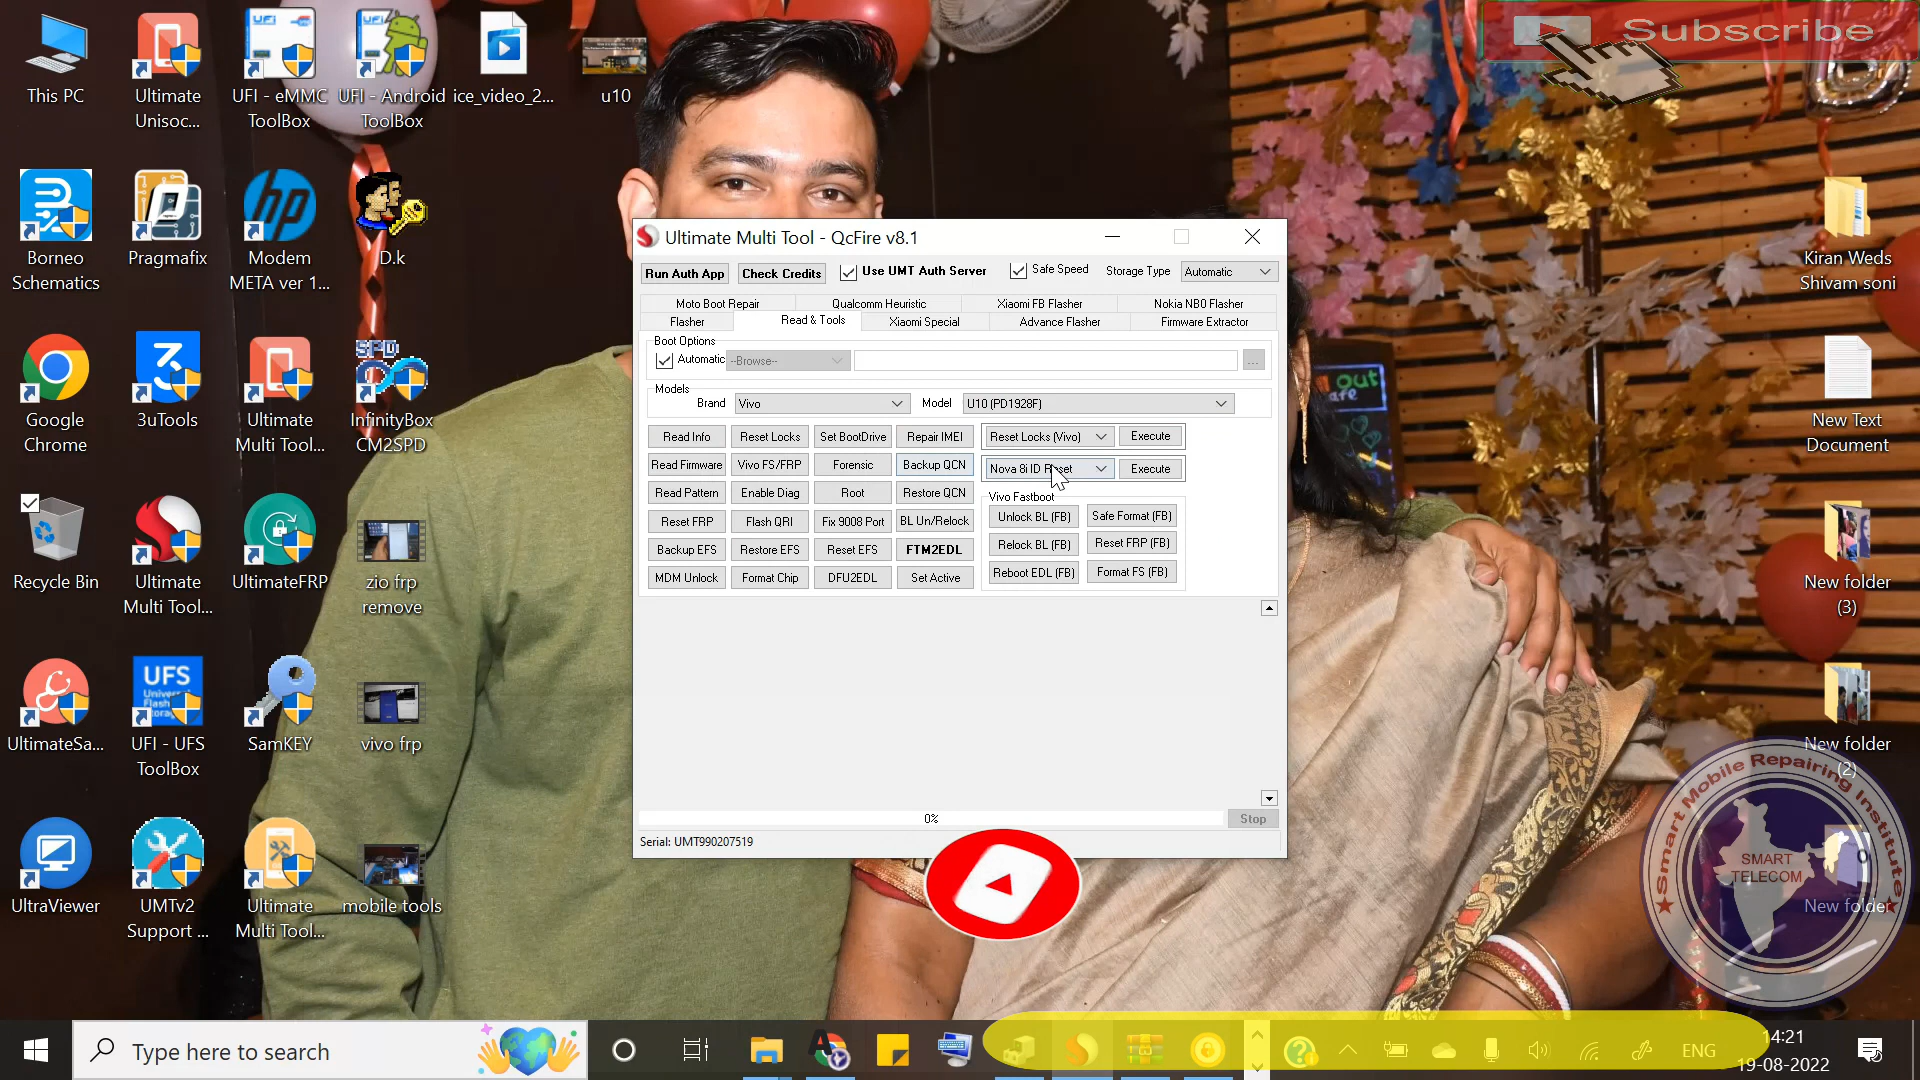 Subscribe
This PC
Ultimate
Unisoc...
UFI - eMMC
ToolBox
UFI - Android
ToolBox
ice_video_2...
u10
Borneo
Schematics
Pragmafix
Modem
META ver 1...
D.k
Google
Chrome
3uTools
Ultimate
Multi Tool...
SPD
InfinityBox
CM2SPD
Recycle Bin
Ultimate
Multi Tool...
UltimateFRP
zio frp
remove
UltimateSa...
UFS
UFI - UFS
ToolBox
SamKEY
vivo frp
UltraViewer
UMTv2
Support ...
Ultimate
Multi Tool...
mobile tools
Ultimate Multi Tool - QcFire v8.1
Run Auth App
Check Credits
Use UMT Auth Server
Safe Speed
Storage Type
Automatic
Moto Boot Repair
Qualcomm Heuristic
Xiaomi FB Flasher
Nokia NB0 Flasher
Flasher
Read & Tools
Xiaomi Special
Advance Flasher
Firmware Extractor
Boot Options
Automatic
--Browse--
...
Models
Brand
Vivo
Model
U10 (PD1928F)
Read Info
Reset Locks
Set BootDrive
Repair IMEI
Reset Locks (Vivo)
Execute
Read Firmware
Vivo FS/FRP
Forensic
Backup QCN
Nova 8i ID Reset
Execute
Read Pattern
Enable Diag
Root
Restore QCN
Vivo Fastboot
Reset FRP
Flash QRI
Fix 9008 Port
BL Un/Relock
Unlock BL (FB)
Safe Format (FB)
Backup EFS
Restore EFS
Reset EFS
FTM2EDL
Relock BL (FB)
Reset FRP (FB)
MDM Unlock
Format Chip
DFU2EDL
Set Active
Reboot EDL (FB)
Format FS (FB)
0%
Stop
Serial: UMT990207519
Kiran Weds
Shivam soni
New Text
Document
New folder
(3)
New folder
(2)
New folder
Smart Mobile Repairing Institute
SMART
TELECOM
Type here to search
ENG
14:21
19-08-2022